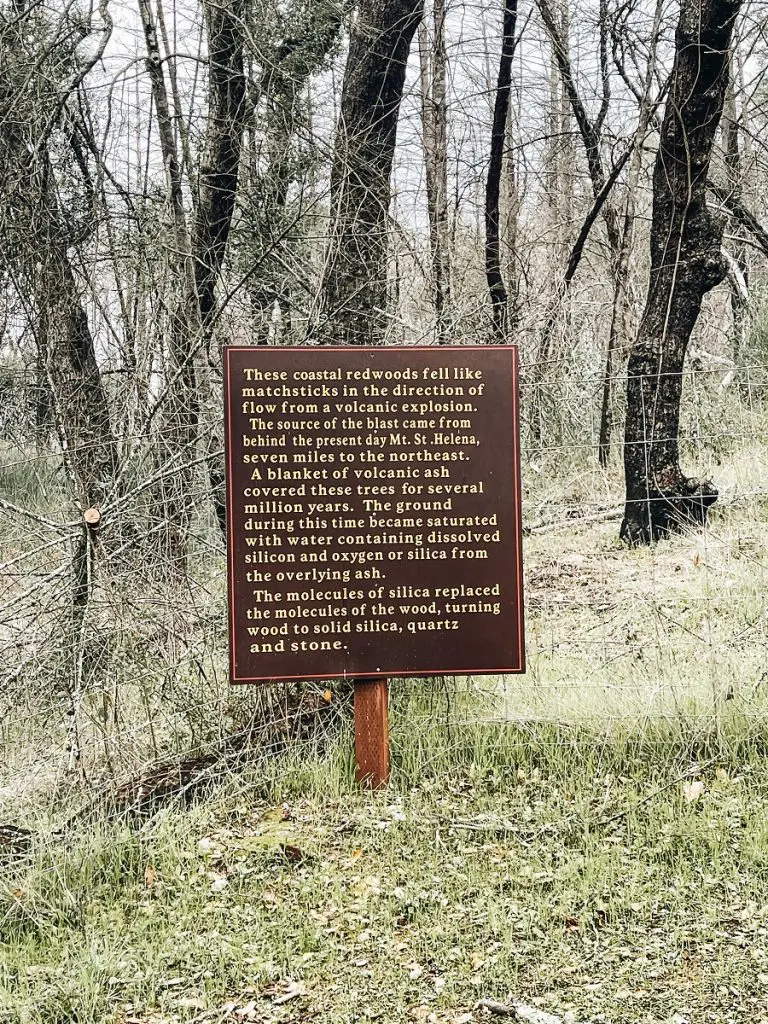 These coastal redwoods fell like
matchsticks in the direction of
flow from a volcanic explosion.
The source of the blast came from
behind the present day Mt. St .Helena,
seven miles to the northeast.
A blanket of volcanic ash
covered these trees for several
million years. The ground
during this time became saturated
with water containing dissolved
silicon and oxygen or silica from
the overlying ash.
The molecules of silica replaced
the molecules of the wood, turning
wood to solid silica, quartz
and stone.